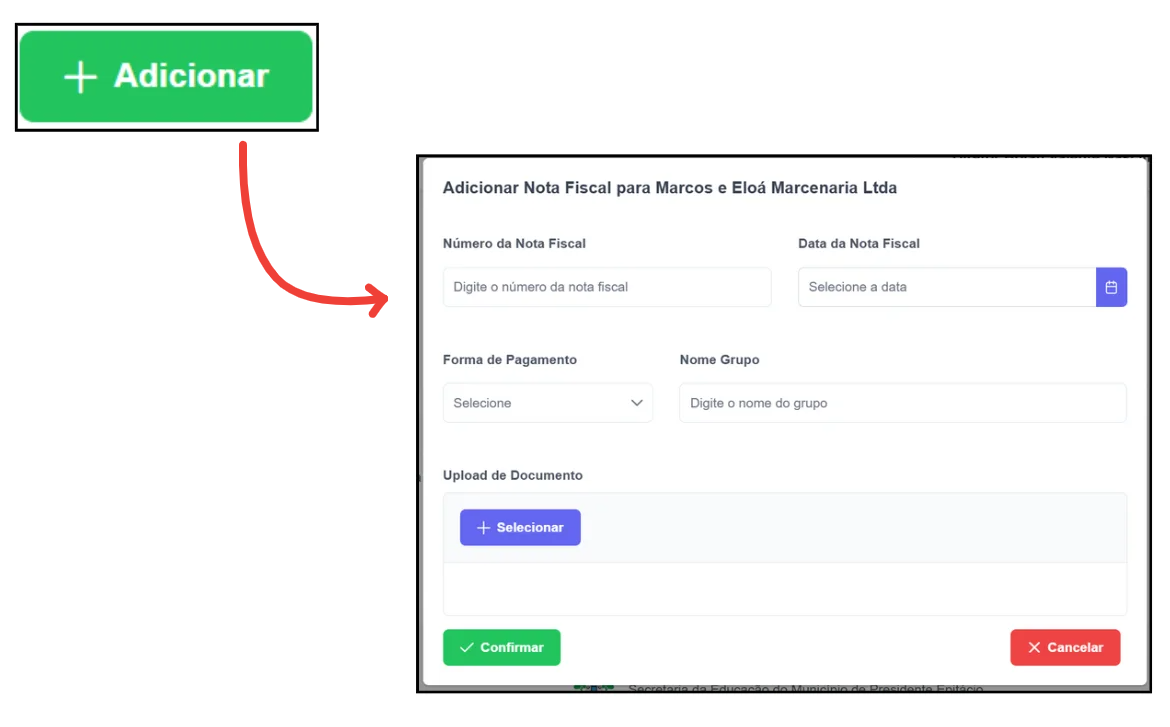 Adicionar
Adicionar Nota Fiscal para Marcos e Eloá Marcenaria Ltda
Número da Nota Fiscal
Data da Nota Fiscal
Digite o número da nota fiscal
Selecione a data
Forma de Pagamento
Nome Grupo
Selecione
Digite o nome do grupo
Upload de Documento
Selecionar
Confirmar
Cancelar
Secretaria da Educação do Município de Presidente Epitácio